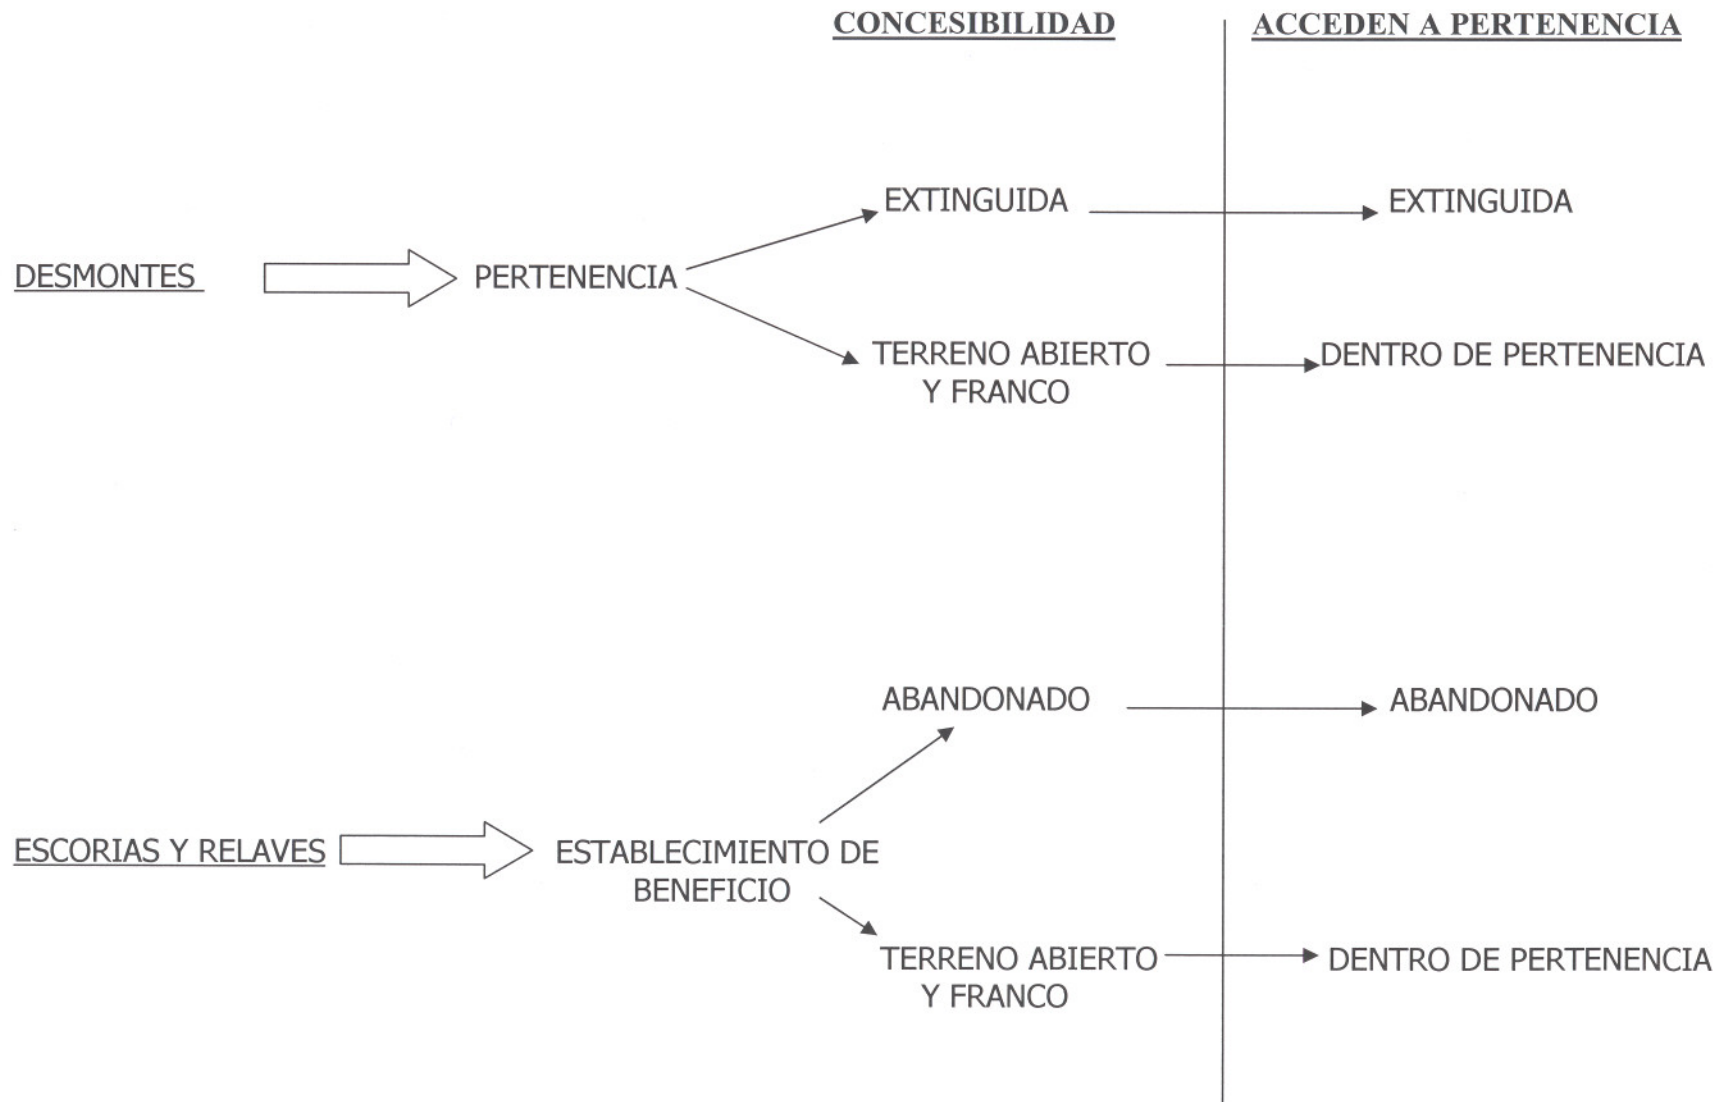 CONCESIBILIDAD
ACCEDEN A PERTENENCIA
EXTINGUIDA
EXTINGUIDA
DESMONTES
PERTENENCIA
TERRENO ABIERTO
Y FRANCO
DENTRO DE PERTENENCIA
ABANDONADO
ABANDONADO
ESCORIAS Y RELAVES
ESTABLECIMIENTO DE
BENEFICIO
TERRENO ABIERTO
Y FRANCO
DENTRO DE PERTENENCIA